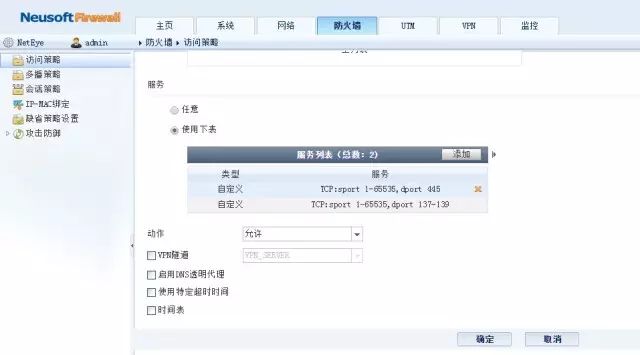 Neusoft Firewall
主页 系统 网络 防火墙 UTM VPN 监控
NetEye admin 防火墙 访问策略
访问策略
多播策略
会话策略
IP-MAC绑定
缺省策略设置
攻击防御
服务
任意
使用下表
服务列表 (总数: 2) 添加
类型 服务
自定义 TCP:sport 1-65535,dport 445
自定义 TCP:sport 1-65535,dport 137-139
动作 允许
VPN隧道 VPN_SERVER
启用DNS透明代理
使用特定超时时间
时间表
确定 取消